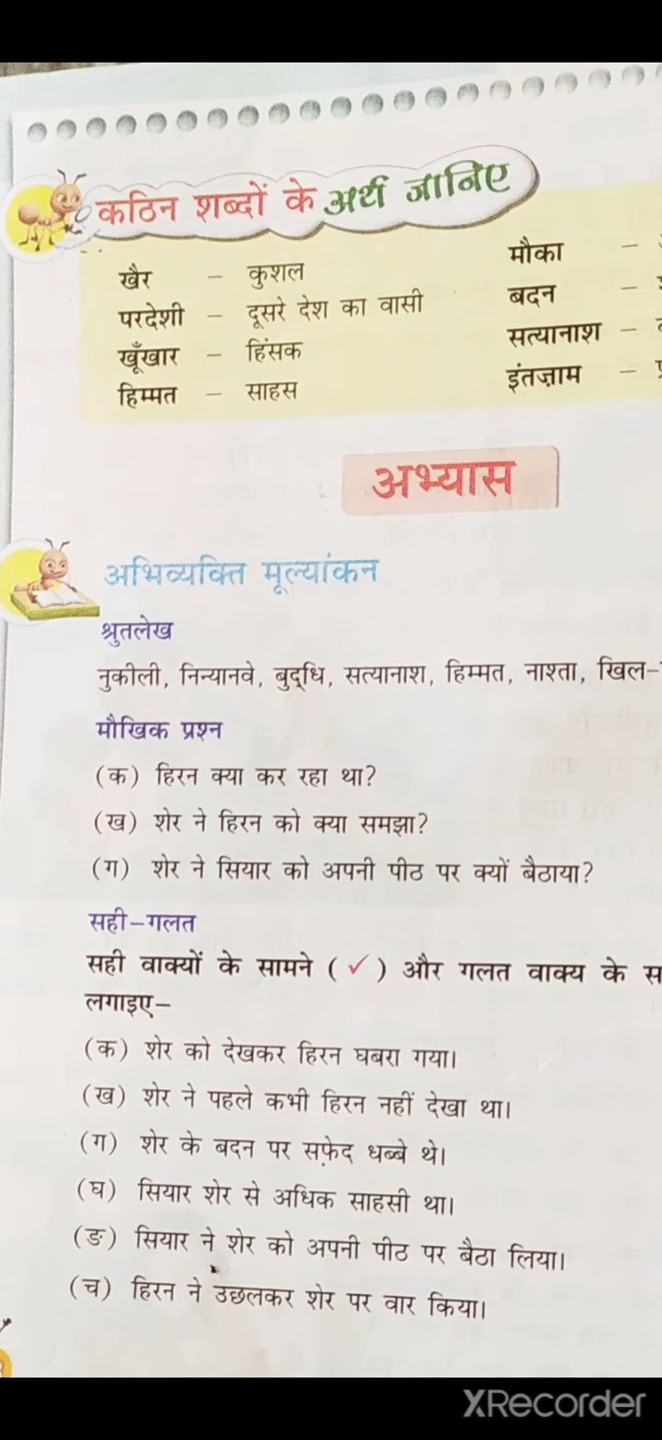 कठिन शब्दों के अर्थ जानिए
खैर – कुशल
परदेशी – दूसरे देश का वासी
खूँखार – हिंसक
हिम्मत – साहस
मौका –
बदन –
सत्यानाश –
इंतज़ाम –
अभ्यास
अभिव्यक्ति मूल्यांकन
श्रुतलेख
नुकीली, निन्यानवे, बुद्धि, सत्यानाश, हिम्मत, नाश्ता, खिल-
मौखिक प्रश्न
(क) हिरन क्या कर रहा था?
(ख) शेर ने हिरन को क्या समझा?
(ग) शेर ने सियार को अपनी पीठ पर क्यों बैठाया?
सही-गलत
सही वाक्यों के सामने ( ✓ ) और गलत वाक्य के स
लगाइए–
(क) शेर को देखकर हिरन घबरा गया।
(ख) शेर ने पहले कभी हिरन नहीं देखा था।
(ग) शेर के बदन पर सफ़ेद धब्बे थे।
(घ) सियार शेर से अधिक साहसी था।
(ङ) सियार ने शेर को अपनी पीठ पर बैठा लिया।
(च) हिरन ने उछलकर शेर पर वार किया।
XRecorder